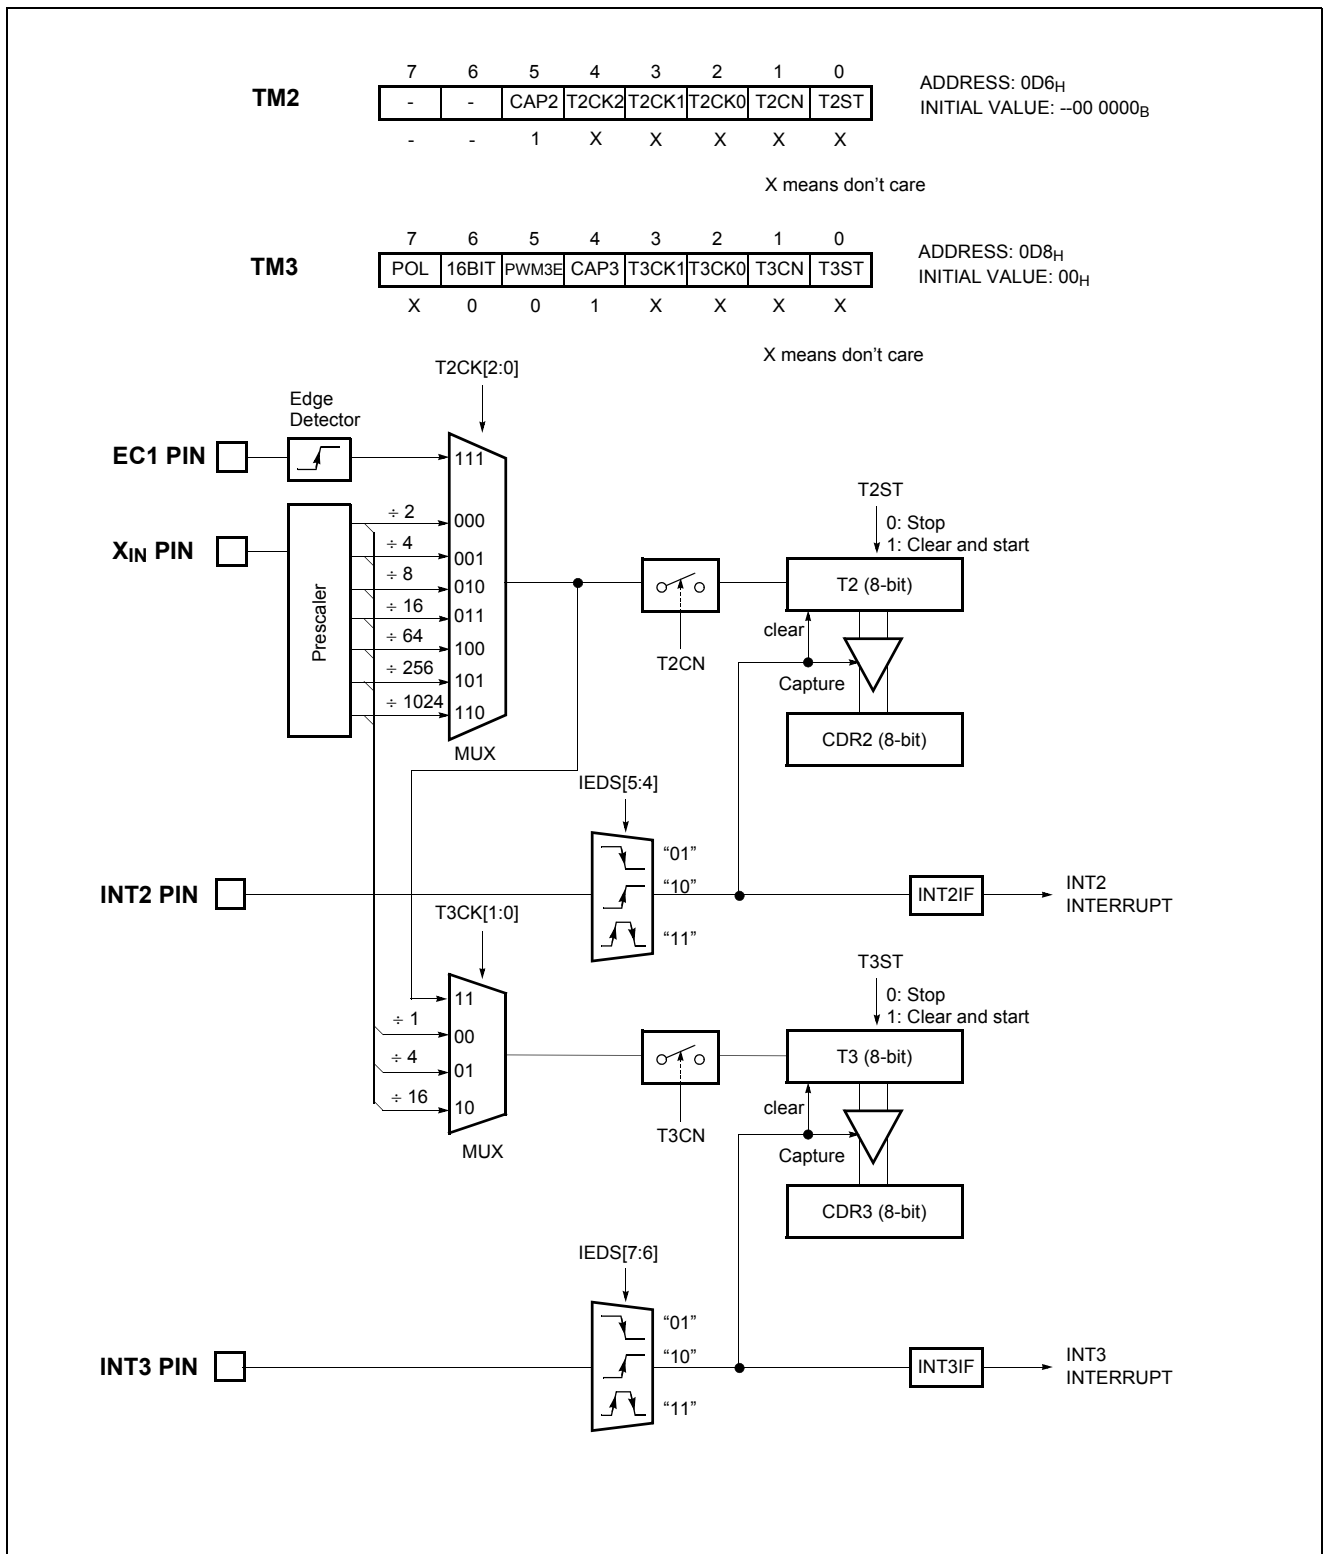 7 6 5 4 3 2 1 0
TM2
- - CAP2 T2CK2 T2CK1 T2CK0 T2CN T2ST
- - 1 X X X X X
ADDRESS: 0D6H
INITIAL VALUE: --00 0000B
X means don’t care
7 6 5 4 3 2 1 0
TM3
POL 16BIT PWM3E CAP3 T3CK1 T3CK0 T3CN T3ST
X 0 0 1 X X X X
ADDRESS: 0D8H
INITIAL VALUE: 00H
X means don’t care
T2CK[2:0]
Edge
Detector
EC1 PIN
111
XIN PIN
Prescaler
÷ 2
000
÷ 4
001
÷ 8
010
÷ 16
011
÷ 64
100
÷ 256
101
÷ 1024
110
MUX
T2CN
T2ST
0: Stop
1: Clear and start
T2 (8-bit)
clear
Capture
CDR2 (8-bit)
IEDS[5:4]
“01”
“10”
“11”
INT2 PIN
INT2IF
INT2
INTERRUPT
T3CK[1:0]
11
÷ 1
00
÷ 4
01
÷ 16
10
MUX
T3CN
T3ST
0: Stop
1: Clear and start
T3 (8-bit)
clear
Capture
CDR3 (8-bit)
IEDS[7:6]
“01”
“10”
“11”
INT3 PIN
INT3IF
INT3
INTERRUPT